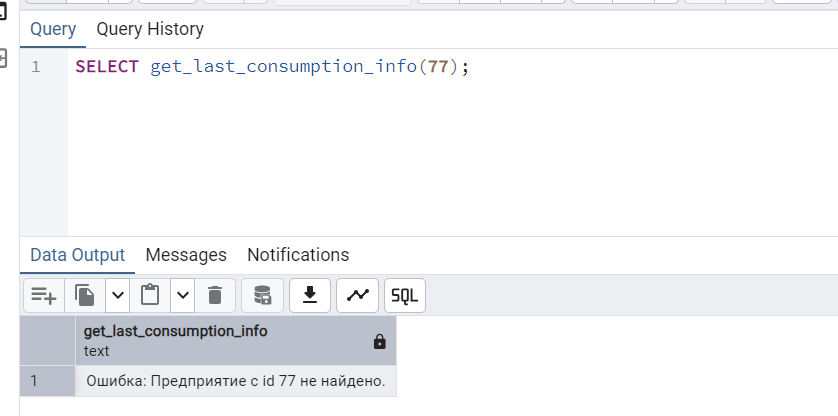 Query Query History
1 SELECT get_last_consumption_info(77);
Data Output Messages Notifications
SQL
get_last_consumption_info
text
1 Ошибка: Предприятие с id 77 не найдено.